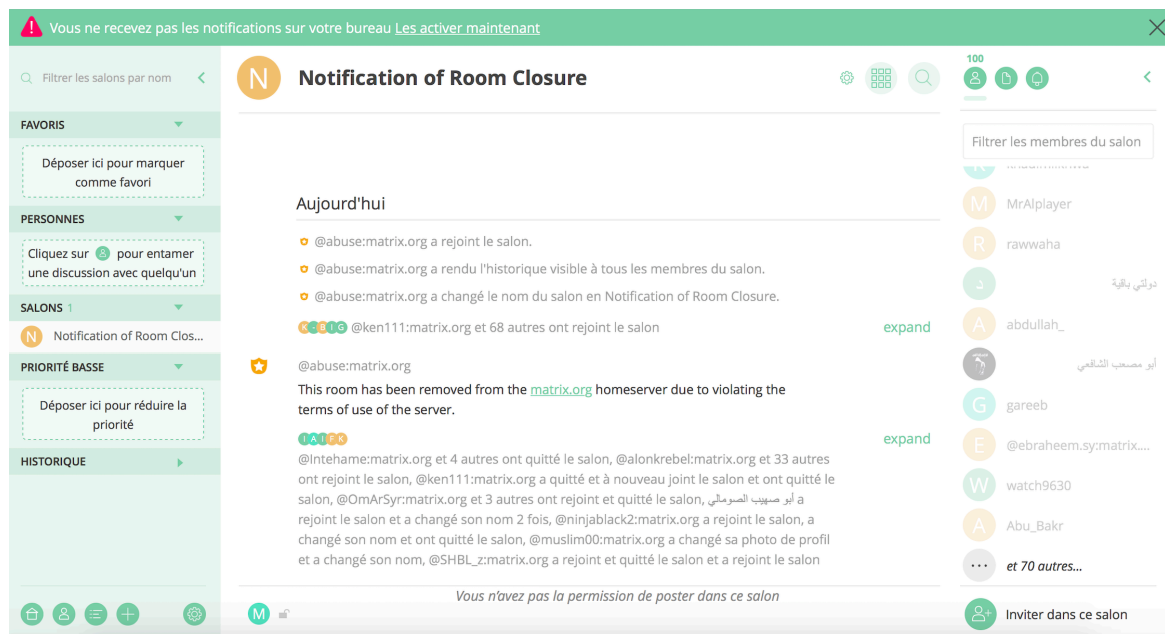 Vous ne recevez pas les notifications sur votre bureau Les activer maintenant
Filtrer les salons par nom
FAVORIS
Déposer ici pour marquer
comme favori
PERSONNES
Cliquez sur pour entamer
une discussion avec quelqu'un
SALONS 1
N Notification of Room Clos...
PRIORITÉ BASSE
Déposer ici pour réduire la
priorité
HISTORIQUE
N Notification of Room Closure
Aujourd'hui
@abuse:matrix.org a rejoint le salon.
@abuse:matrix.org a rendu l'historique visible à tous les membres du salon.
@abuse:matrix.org a changé le nom du salon en Notification of Room Closure.
K - B I G @ken111:matrix.org et 68 autres ont rejoint le salon expand
@abuse:matrix.org
This room has been removed from the matrix.org homeserver due to violating the
terms of use of the server.
I A I F K expand
@Intehame:matrix.org et 4 autres ont quitté le salon, @alonkrebel:matrix.org et 33 autres
ont rejoint le salon, @ken111:matrix.org a quitté et à nouveau joint le salon et ont quitté le
salon, @OmArSyr:matrix.org et 3 autres ont rejoint et quitté le salon, أبو صهيب الصومالي a
rejoint le salon et a changé son nom 2 fois, @ninjablack2:matrix.org a rejoint le salon, a
changé son nom et ont quitté le salon, @muslim00:matrix.org a changé sa photo de profil
et a changé son nom, @SHBL_z:matrix.org a rejoint et quitté le salon et a rejoint le salon
M Vous n'avez pas la permission de poster dans ce salon
100
Filtrer les membres du salon
M MrAlplayer
R rawwaha
د دولتي باقية
A abdullah_
أبو مصعب الشافعي
G gareeb
E @ebraheem.sy:matrix....
W watch9630
A Abu_Bakr
et 70 autres...
Inviter dans ce salon